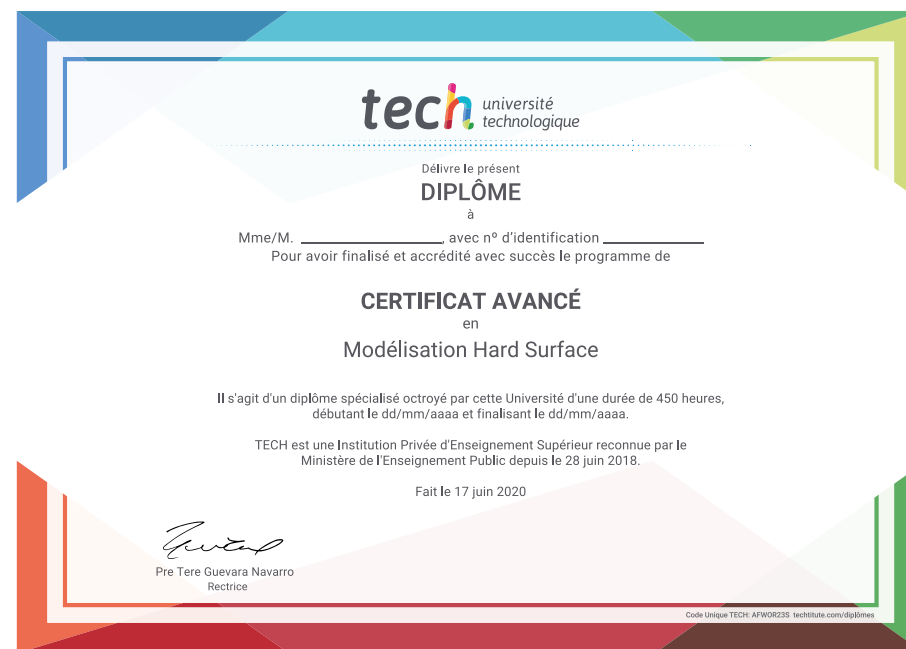 tech université
technologique
Délivre le présent
DIPLÔME
à
Mme/M. ____________________, avec nº d'identification ______________
Pour avoir finalisé et accrédité avec succès le programme de
CERTIFICAT AVANCÉ
en
Modélisation Hard Surface
Il s'agit d'un diplôme spécialisé octroyé par cette Université d'une durée de 450 heures,
débutant le dd/mm/aaaa et finalisant le dd/mm/aaaa.
TECH est une Institution Privée d'Enseignement Supérieur reconnue par le
Ministère de l'Enseignement Public depuis le 28 juin 2018.
Fait le 17 juin 2020
Pre Tere Guevara Navarro
Rectrice
Code Unique TECH: AFWOR23S techtitute.com/diplômes